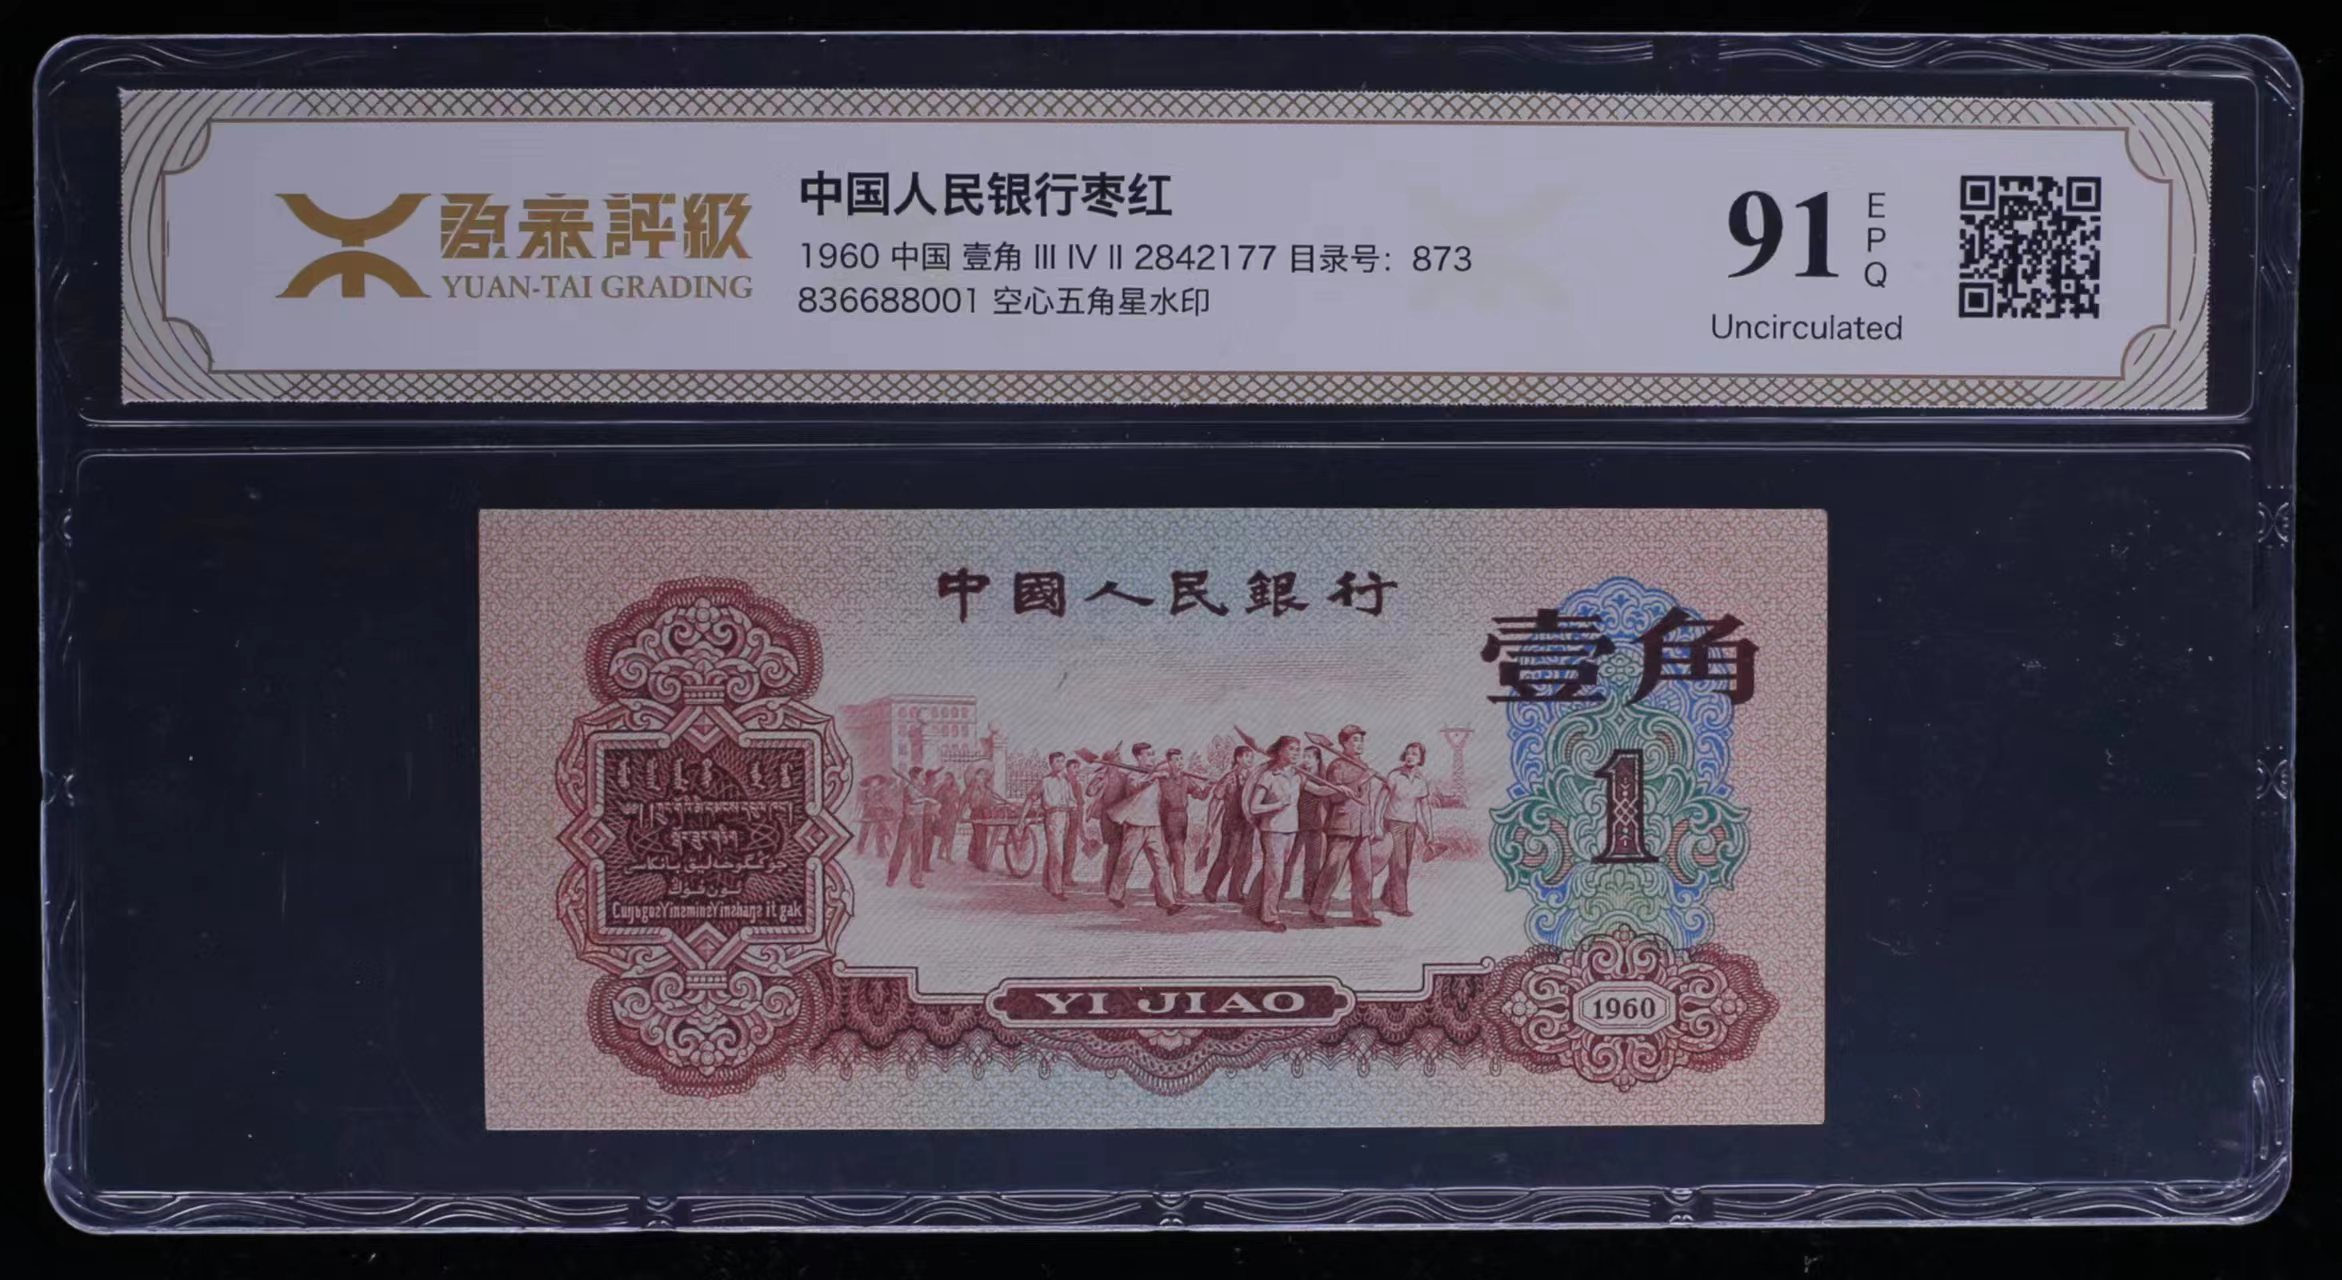 源泰評級
YUAN-TAI GRADING
中国人民银行枣红
1960 中国 壹角 III IV II 2842177 目录号：873
836688001 空心五角星水印
91
EPQ
Uncirculated
中國人民銀行
壹角
1
YI JIAO
1960